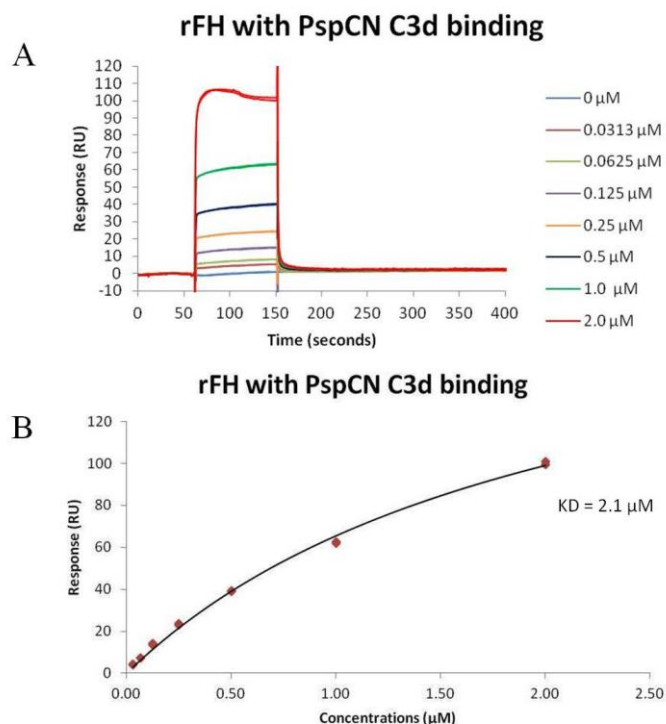 rFH with PspCN C3d binding
A
120
110
100
90
80
70
60
50
40
30
20
10
0
-10
Response (RU)
0 50 100 150 200 250 300 350 400
Time (seconds)
0 µM
0.0313 µM
0.0625 µM
0.125 µM
0.25 µM
0.5 µM
1.0 µM
2.0 µM
rFH with PspCN C3d binding
B
120
100
80
60
40
20
0
Response (RU)
KD = 2.1 µM
0.00 0.50 1.00 1.50 2.00 2.50
Concentrations (µM)